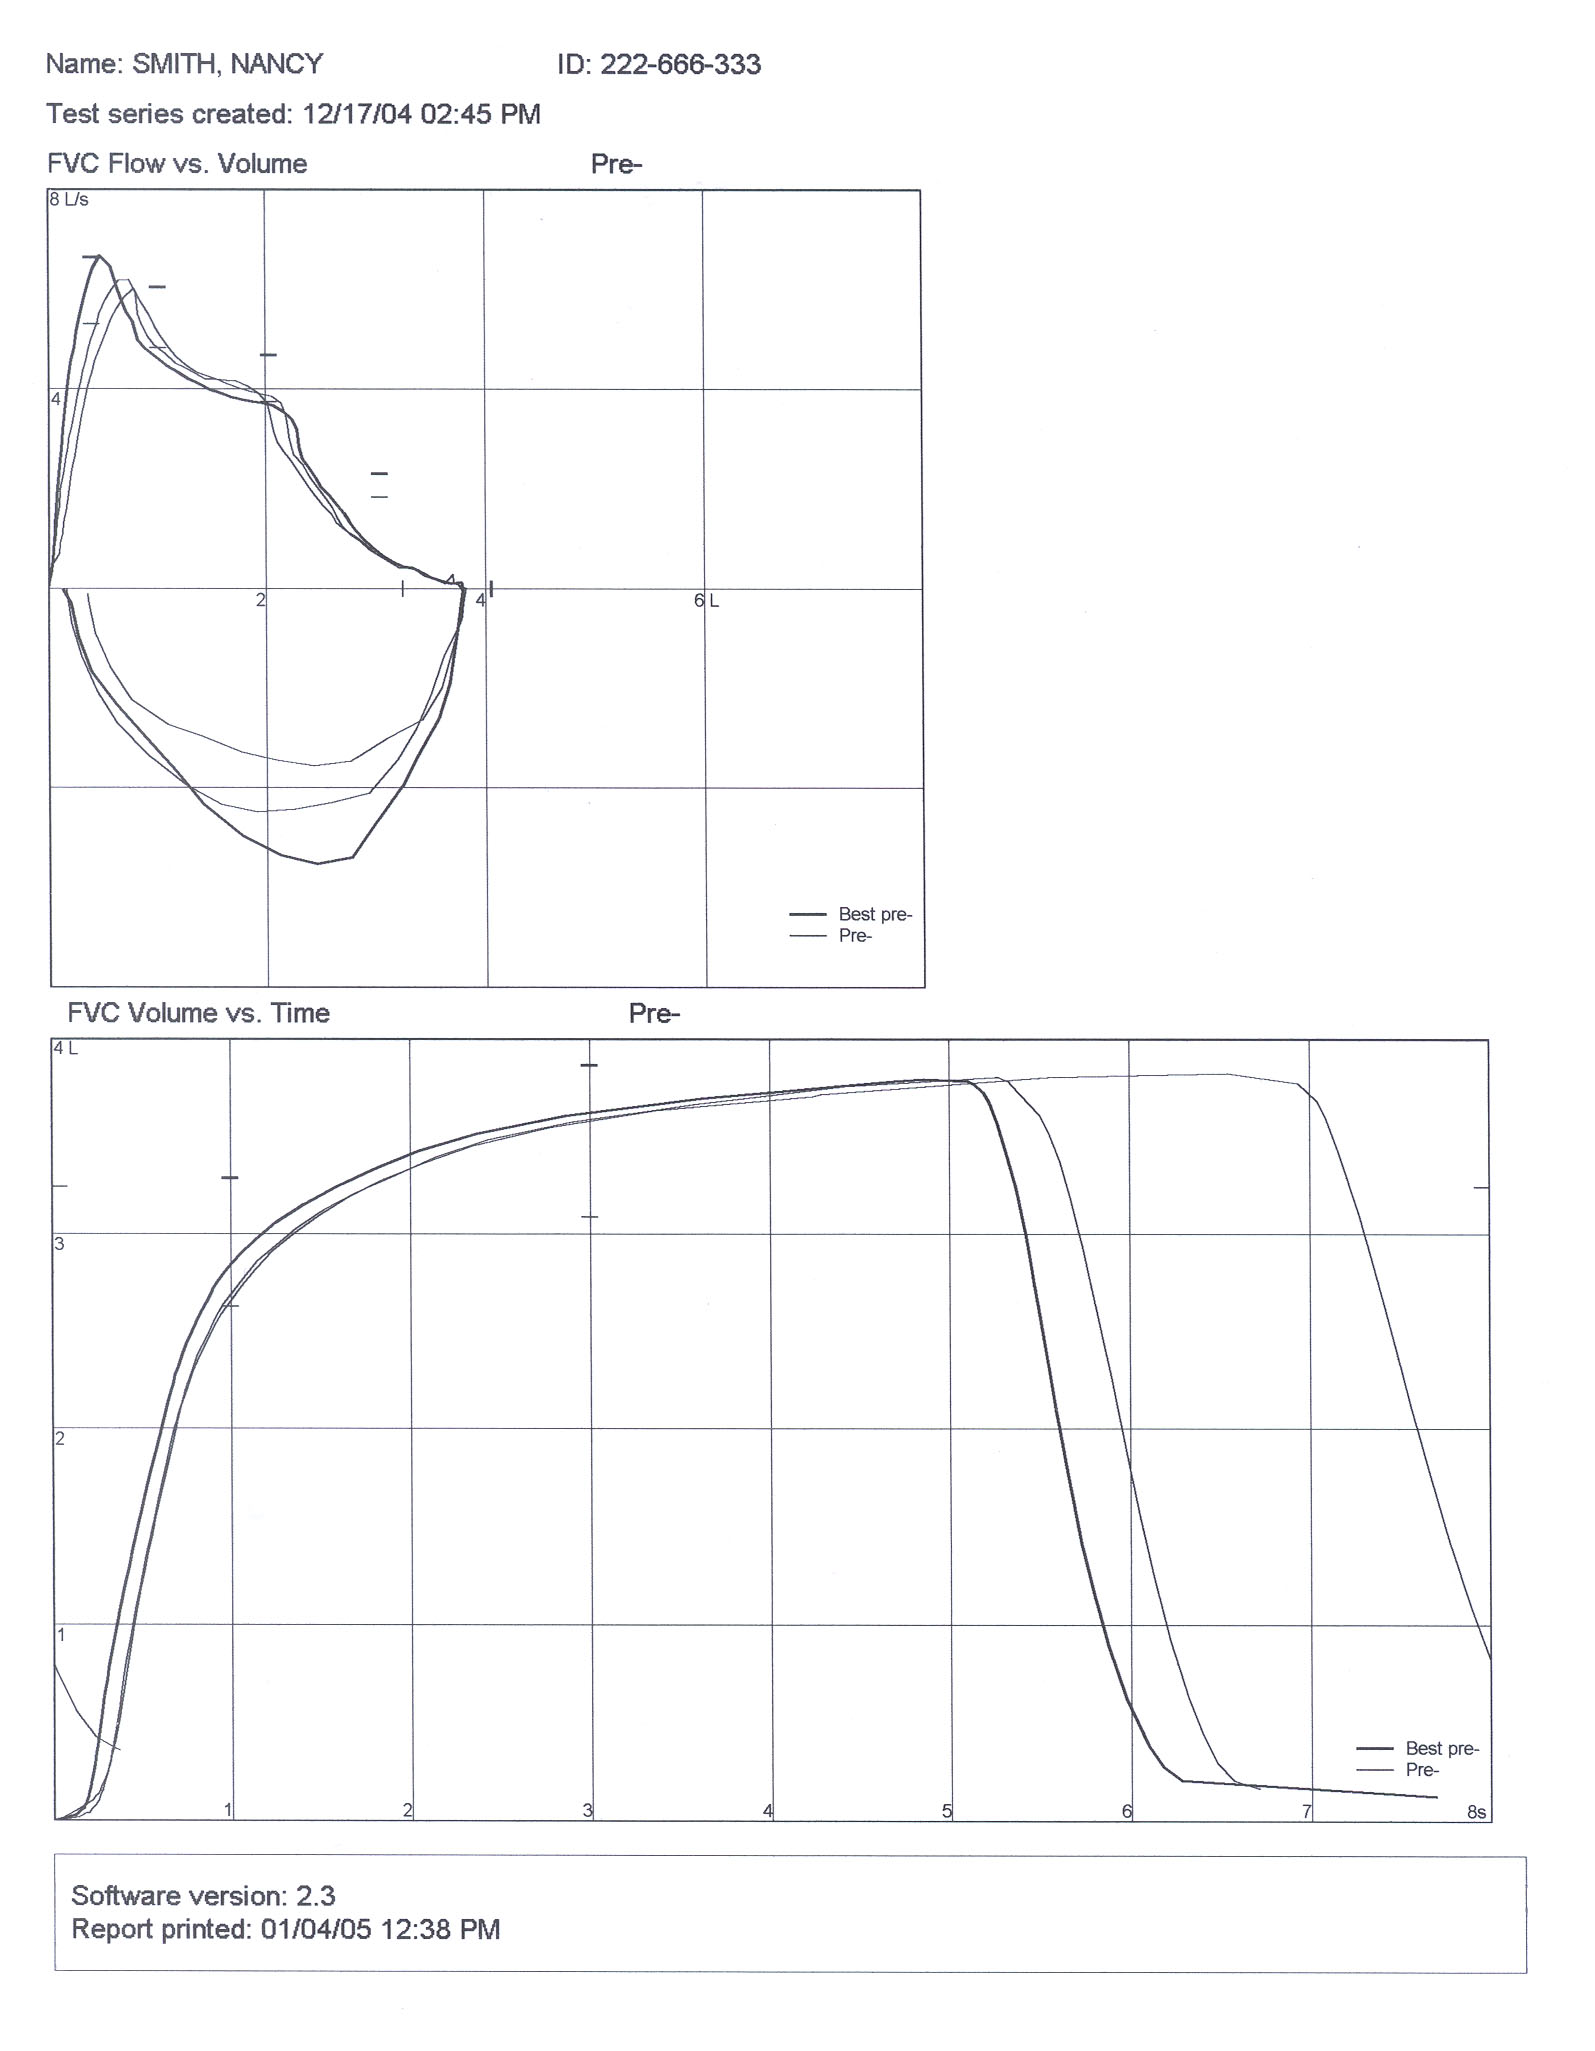 Name: SMITH, NANCY ID: 222-666-333
Test series created: 12/17/04 02:45 PM
FVC Flow vs. Volume Pre-
8 L/s
4
2 4 6 L
Best pre-
Pre-
FVC Volume vs. Time Pre-
4 L
3
2
1
1 2 3 4 5 6 7 8s
Best pre-
Pre-
Software version: 2.3
Report printed: 01/04/05 12:38 PM